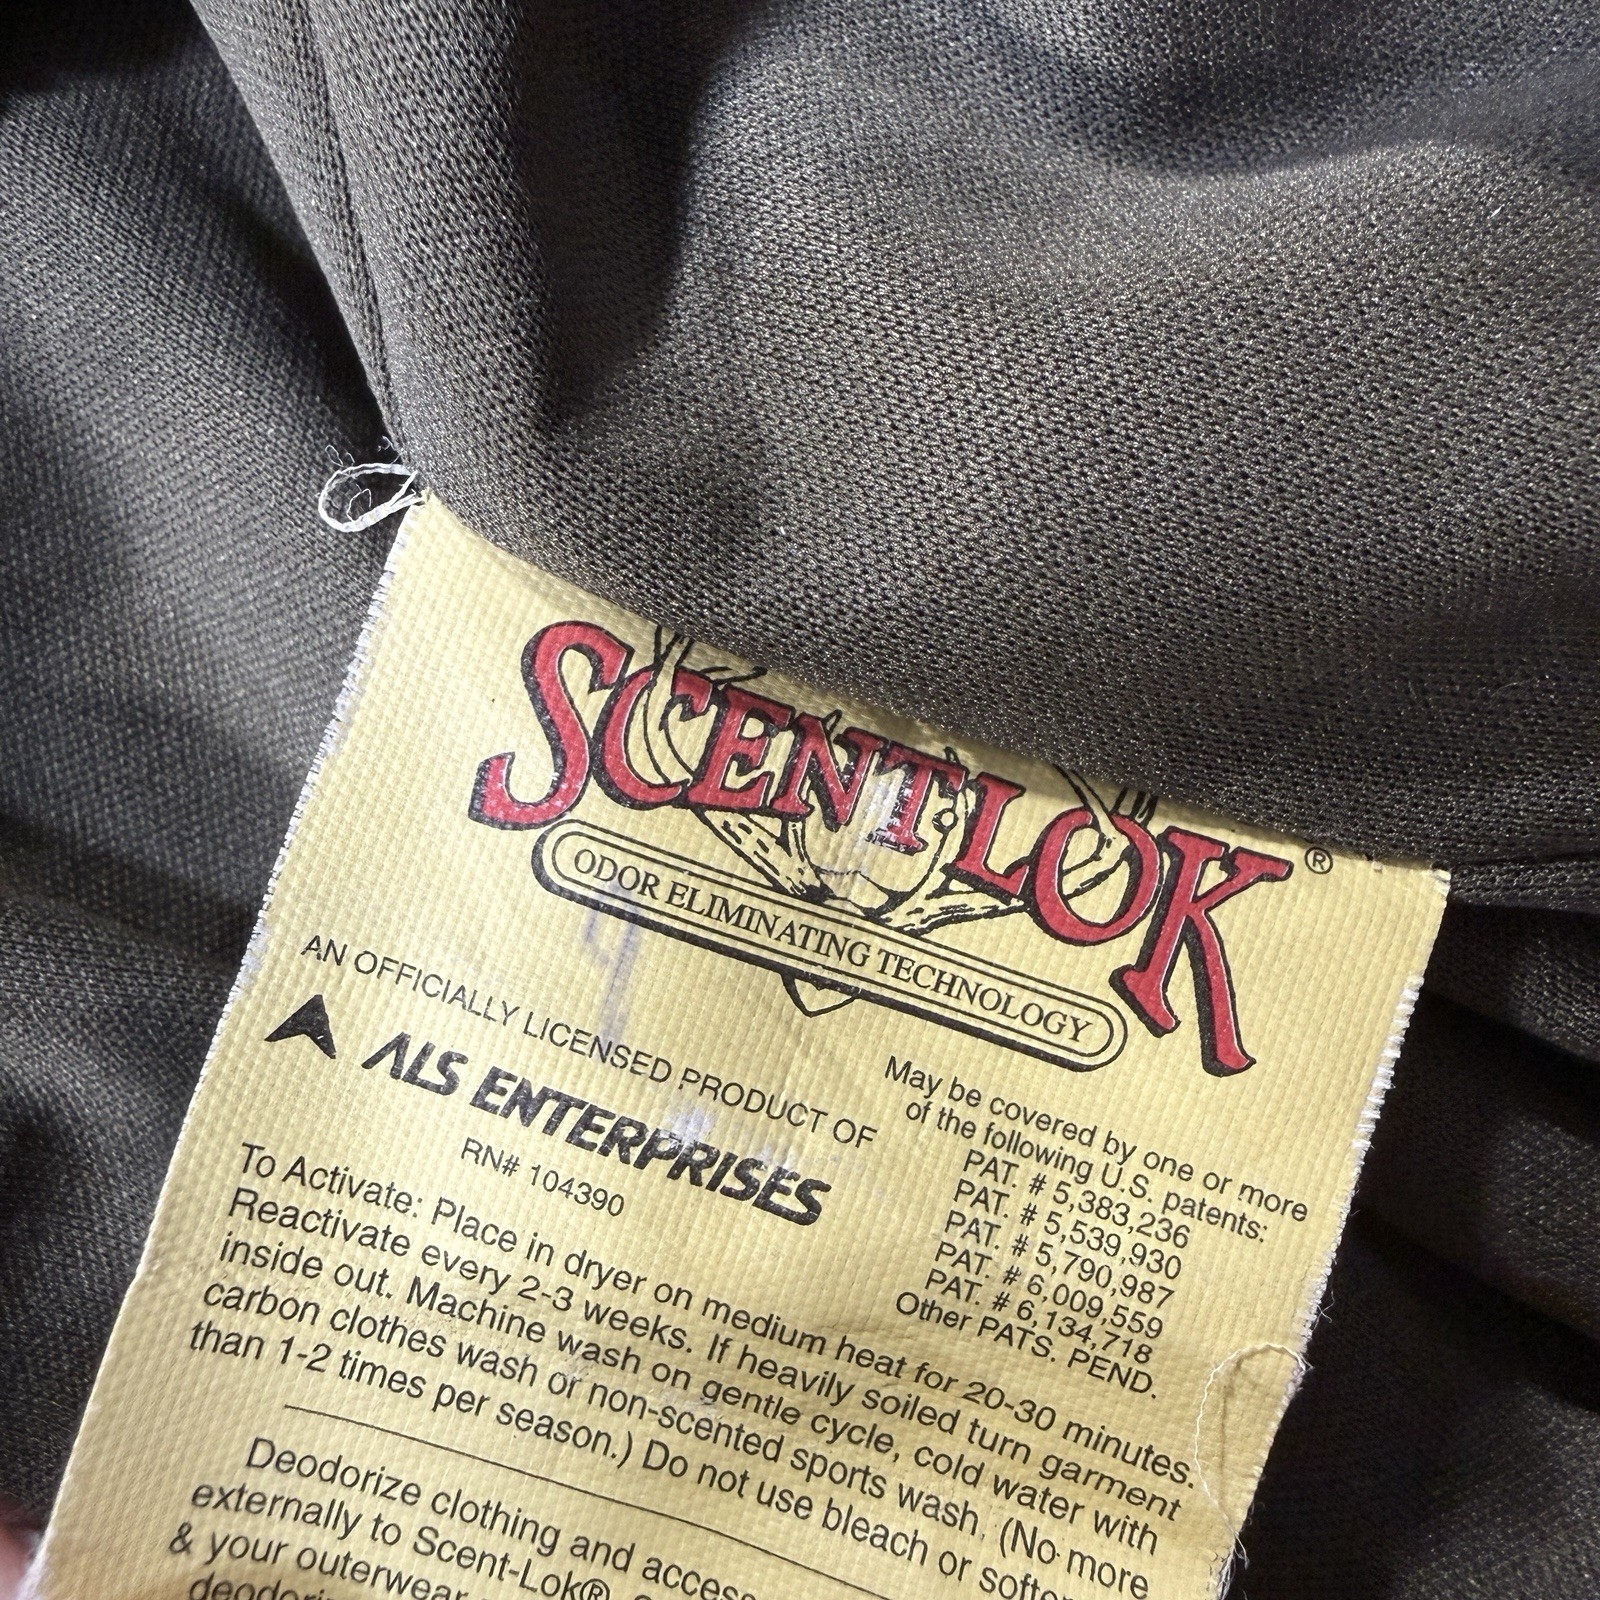 SCENTLOK®
ODOR ELIMINATING TECHNOLOGY
AN OFFICIALLY LICENSED PRODUCT OF
ALS ENTERPRISES
RN# 104390
May be covered by one or more
of the following U.S. patents:
PAT. # 5,383,236
PAT. # 5,539,930
PAT. # 5,790,987
PAT. # 6,009,559
PAT. # 6,134,718
Other PATS. PEND.
To Activate: Place in dryer on medium heat for 20-30 minutes.
Reactivate every 2-3 weeks. If heavily soiled turn garment
inside out. Machine wash on gentle cycle, cold water with
carbon clothes wash or non-scented sports wash. (No more
than 1-2 times per season.) Do not use bleach or
Deodorize clothing and
externally to Scent-Lok®
& your outerwear